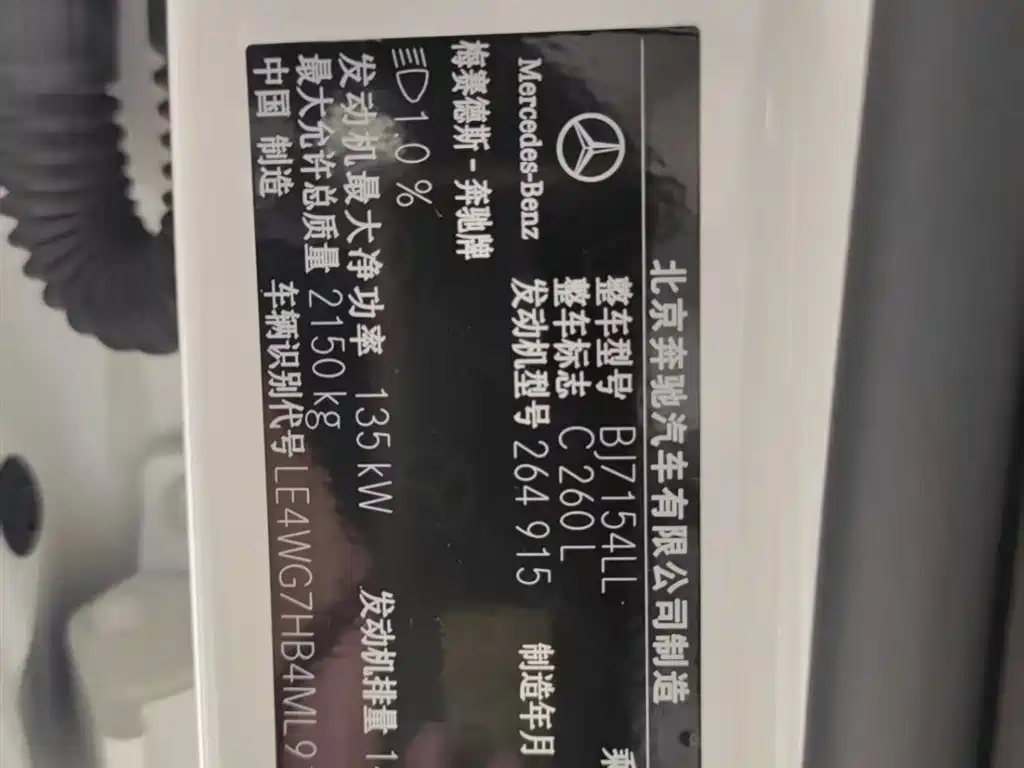 北京奔驰汽车有限公司制造
Mercedes-Benz
整车型号 BJ7154LL 乘
整车标志 C 260 L
发动机型号 264 915 制造年月
梅赛德斯-奔驰牌
10%
发动机最大净功率 135 kW 发动机排量 1
最大允许总质量 2150 kg
中国 制造 车辆识别代号 LE4WG7HB4ML9